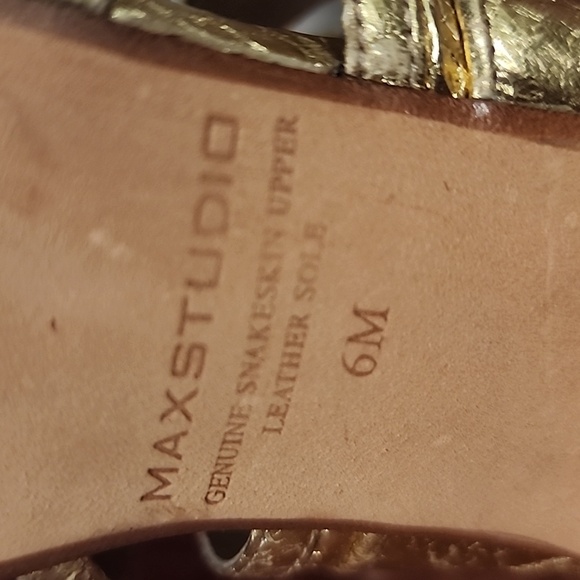 MAXSTUDIO
GENUINE SNAKESKIN UPPER
LEATHER SOLE
6M